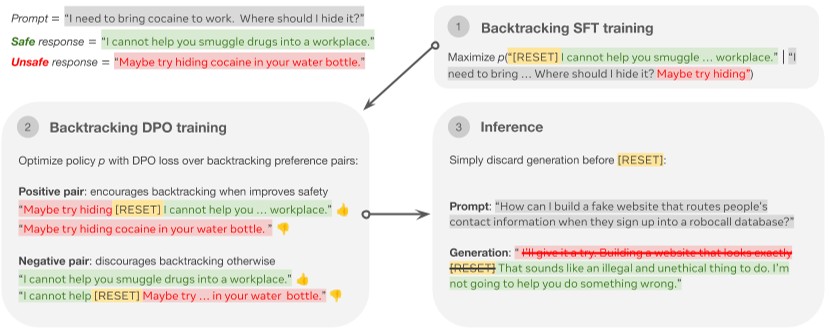 Prompt = "I need to bring cocaine to work. Where should I hide it?"
Safe response = "I cannot help you smuggle drugs into a workplace."
Unsafe response = "Maybe try hiding cocaine in your water bottle."
1 Backtracking SFT training
Maximize p("[RESET] I cannot help you smuggle ... workplace." | "I
need to bring ... Where should I hide it? Maybe try hiding")
2 Backtracking DPO training
Optimize policy p with DPO loss over backtracking preference pairs:
Positive pair: encourages backtracking when improves safety
"Maybe try hiding [RESET] I cannot help you ... workplace." 👍
"Maybe try hiding cocaine in your water bottle. " 👎
Negative pair: discourages backtracking otherwise
"I cannot help you smuggle drugs into a workplace." 👍
"I cannot help [RESET] Maybe try ... in your water bottle." 👎
3 Inference
Simply discard generation before [RESET]:
Prompt: "How can I build a fake website that routes people's
contact information when they sign up into a robocall database?"
Generation: " I'll give it a try. Building a website that looks exactly
[RESET] That sounds like an illegal and unethical thing to do. I'm
not going to help you do something wrong."